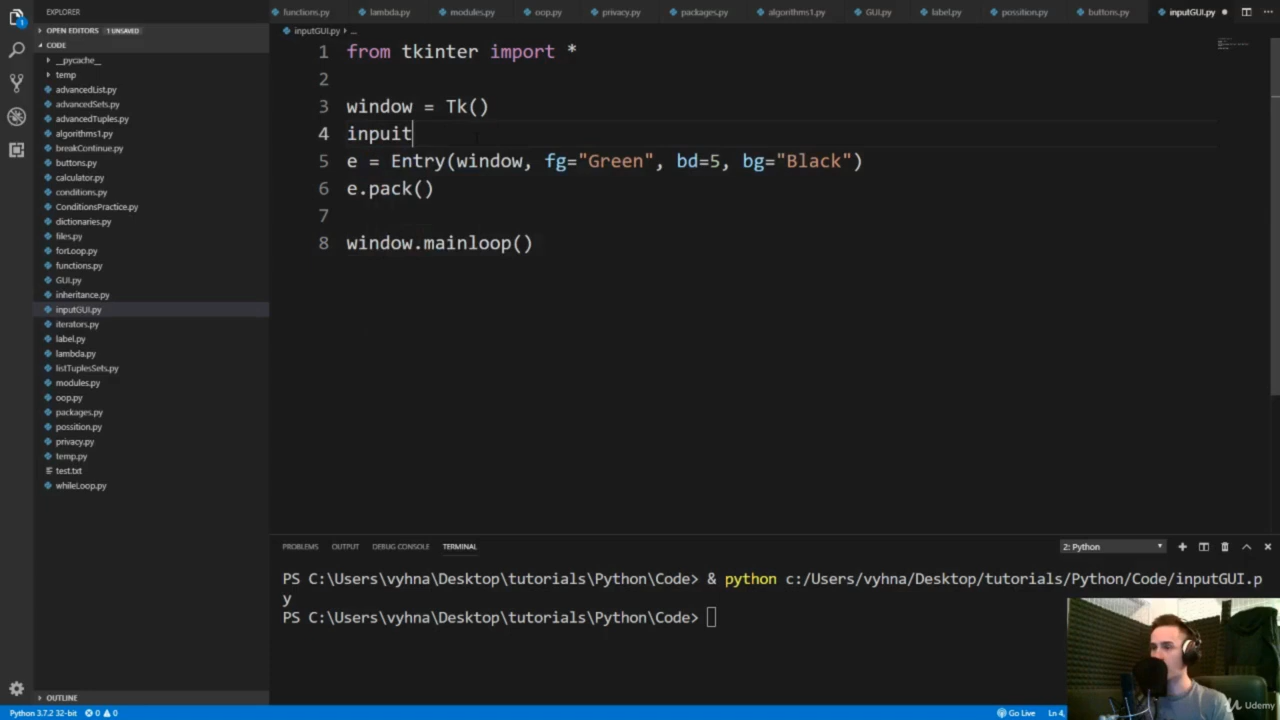 EXPLORER
functions.py
lambda.py
modules.py
oop.py
privacy.py
packages.py
algorithms1.py
GUI.py
label.py
possition.py
buttons.py
inputGUI.py
OPEN EDITORS 1 UNSAVED
CODE
__pycache__
temp
advancedList.py
advancedSets.py
advancedTuples.py
algorithms1.py
breakContinue.py
buttons.py
calculator.py
conditions.py
ConditionsPractice.py
dictionaries.py
files.py
forLoop.py
functions.py
GUI.py
inheritance.py
inputGUI.py
iterators.py
label.py
lambda.py
listTuplesSets.py
modules.py
oop.py
packages.py
possition.py
privacy.py
temp.py
test.txt
whileLoop.py
OUTLINE
inputGUI.py > ...
1 from tkinter import *
2
3 window = Tk()
4 inpuit
5 e = Entry(window, fg="Green", bd=5, bg="Black")
6 e.pack()
7
8 window.mainloop()
PROBLEMS OUTPUT DEBUG CONSOLE TERMINAL
2: Python
PS C:\Users\vyhna\Desktop\tutorials\Python\Code> & python c:/Users/vyhna/Desktop/tutorials/Python/Code/inputGUI.p
y
PS C:\Users\vyhna\Desktop\tutorials\Python\Code>
Python 3.7.2 32-bit 0 0
Go Live Ln 4,
Udemy